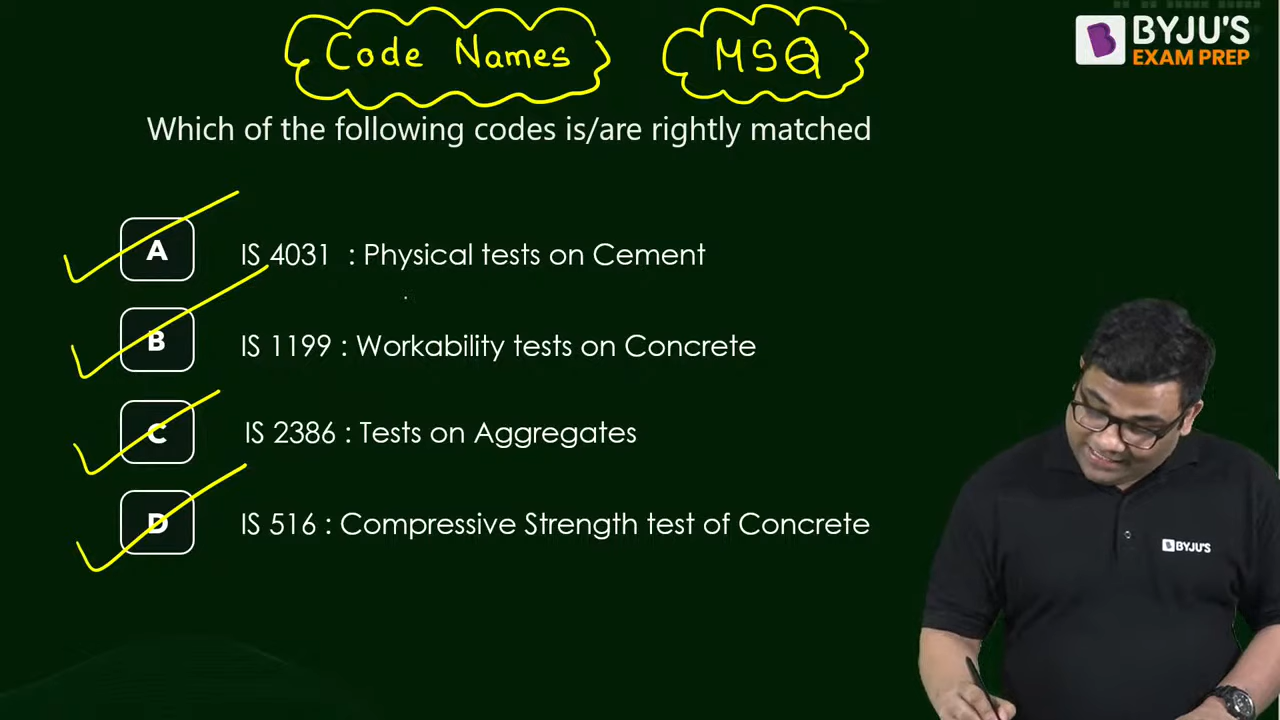 Code Names MSQ
BYJU'S
EXAM PREP
Which of the following codes is/are rightly matched
A IS 4031 : Physical tests on Cement
B IS 1199 : Workability tests on Concrete
C IS 2386 : Tests on Aggregates
D IS 516 : Compressive Strength test of Concrete
BYJU'S